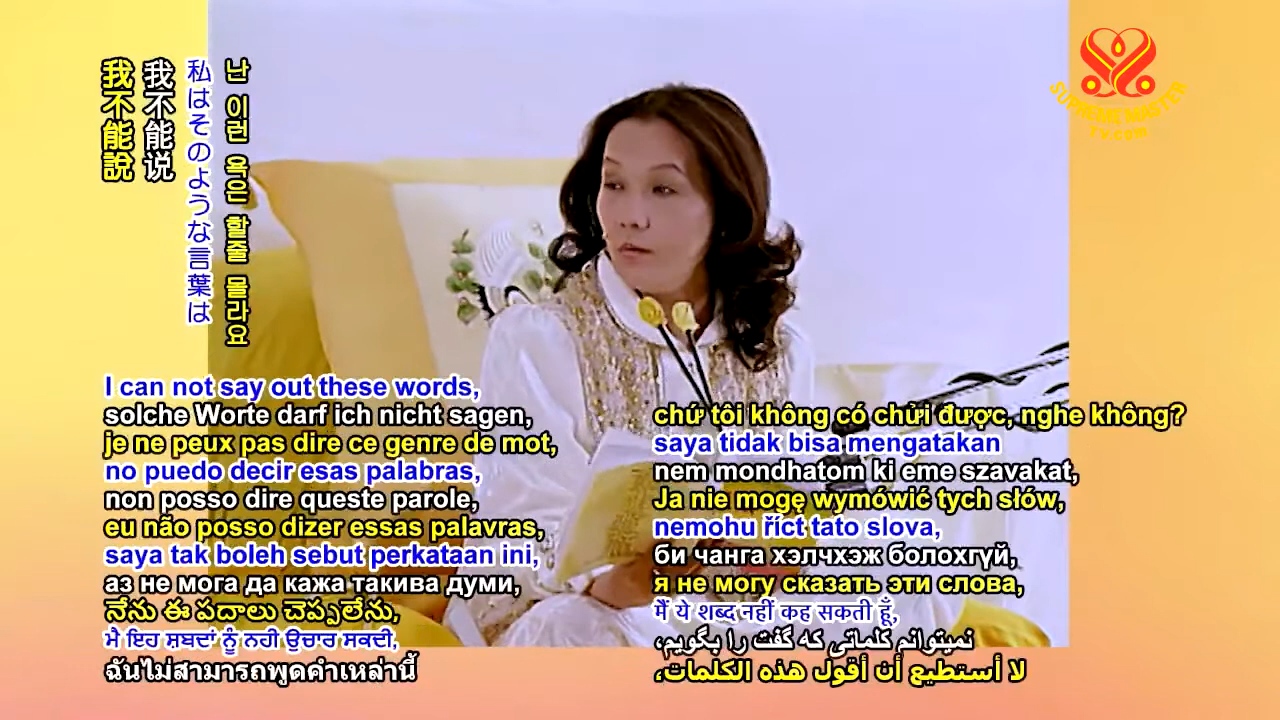 我不能說
我不能说
私はそのような言葉は
난 이런 욕은 할줄 몰라요
SUPREME MASTER
TV.COM
I can not say out these words,
solche Worte darf ich nicht sagen,
je ne peux pas dire ce genre de mot,
no puedo decir esas palabras,
non posso dire queste parole,
eu não posso dizer essas palavras,
saya tak boleh sebut perkataan ini,
аз не мога да кажа такива думи,
నేను ఈ పదాలు చెప్పలేను,
ਮੈ ਇਹ ਸ਼ਬਦਾਂ ਨੂੰ ਨਹੀ ਉਚਾਰ ਸਕਦੀ,
ฉันไม่สามารถพูดคำเหล่านี้
chứ tôi không có chửi được, nghe không?
saya tidak bisa mengatakan
nem mondhatom ki eme szavakat,
Ja nie mogę wymówić tych słów,
nemohu říct tato slova,
би чанга хэлчхэж болохгүй,
я не могу сказать эти слова,
मैं ये शब्द नहीं कह सकती हूँ,
نمیتوانم کلماتی که گفت را بگویم،
لا أستطيع أن أقول هذه الكلمات،